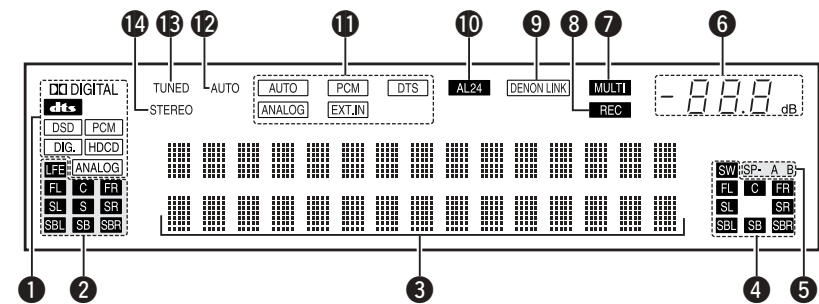 ⓮ ⓭ ⓬ ⓫ ❿ ❾ ❽ ❼ ❻
DIGITAL TUNED AUTO AUTO PCM DTS AL24 DENON LINK MULTI -88.8 dB
dts STEREO ANALOG EXT.IN REC
DSD PCM
DIG. HDCD
LFE ANALOG SW SP- A B
FL C FR FL C FR
SL S SR SL SR
SBL SB SBR SBL SB SBR
❶ ❷ ❸ ❹ ❺